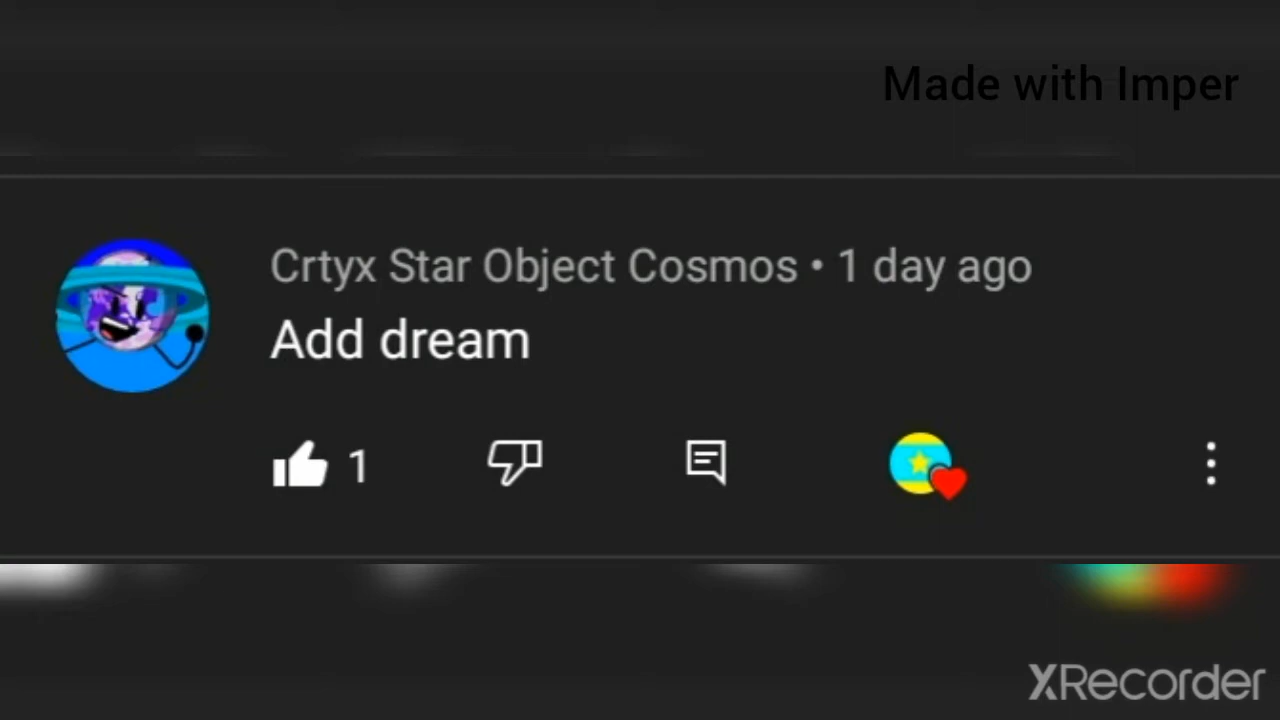 Made with Imper
Crtyx Star Object Cosmos • 1 day ago
Add dream
1
XRecorder